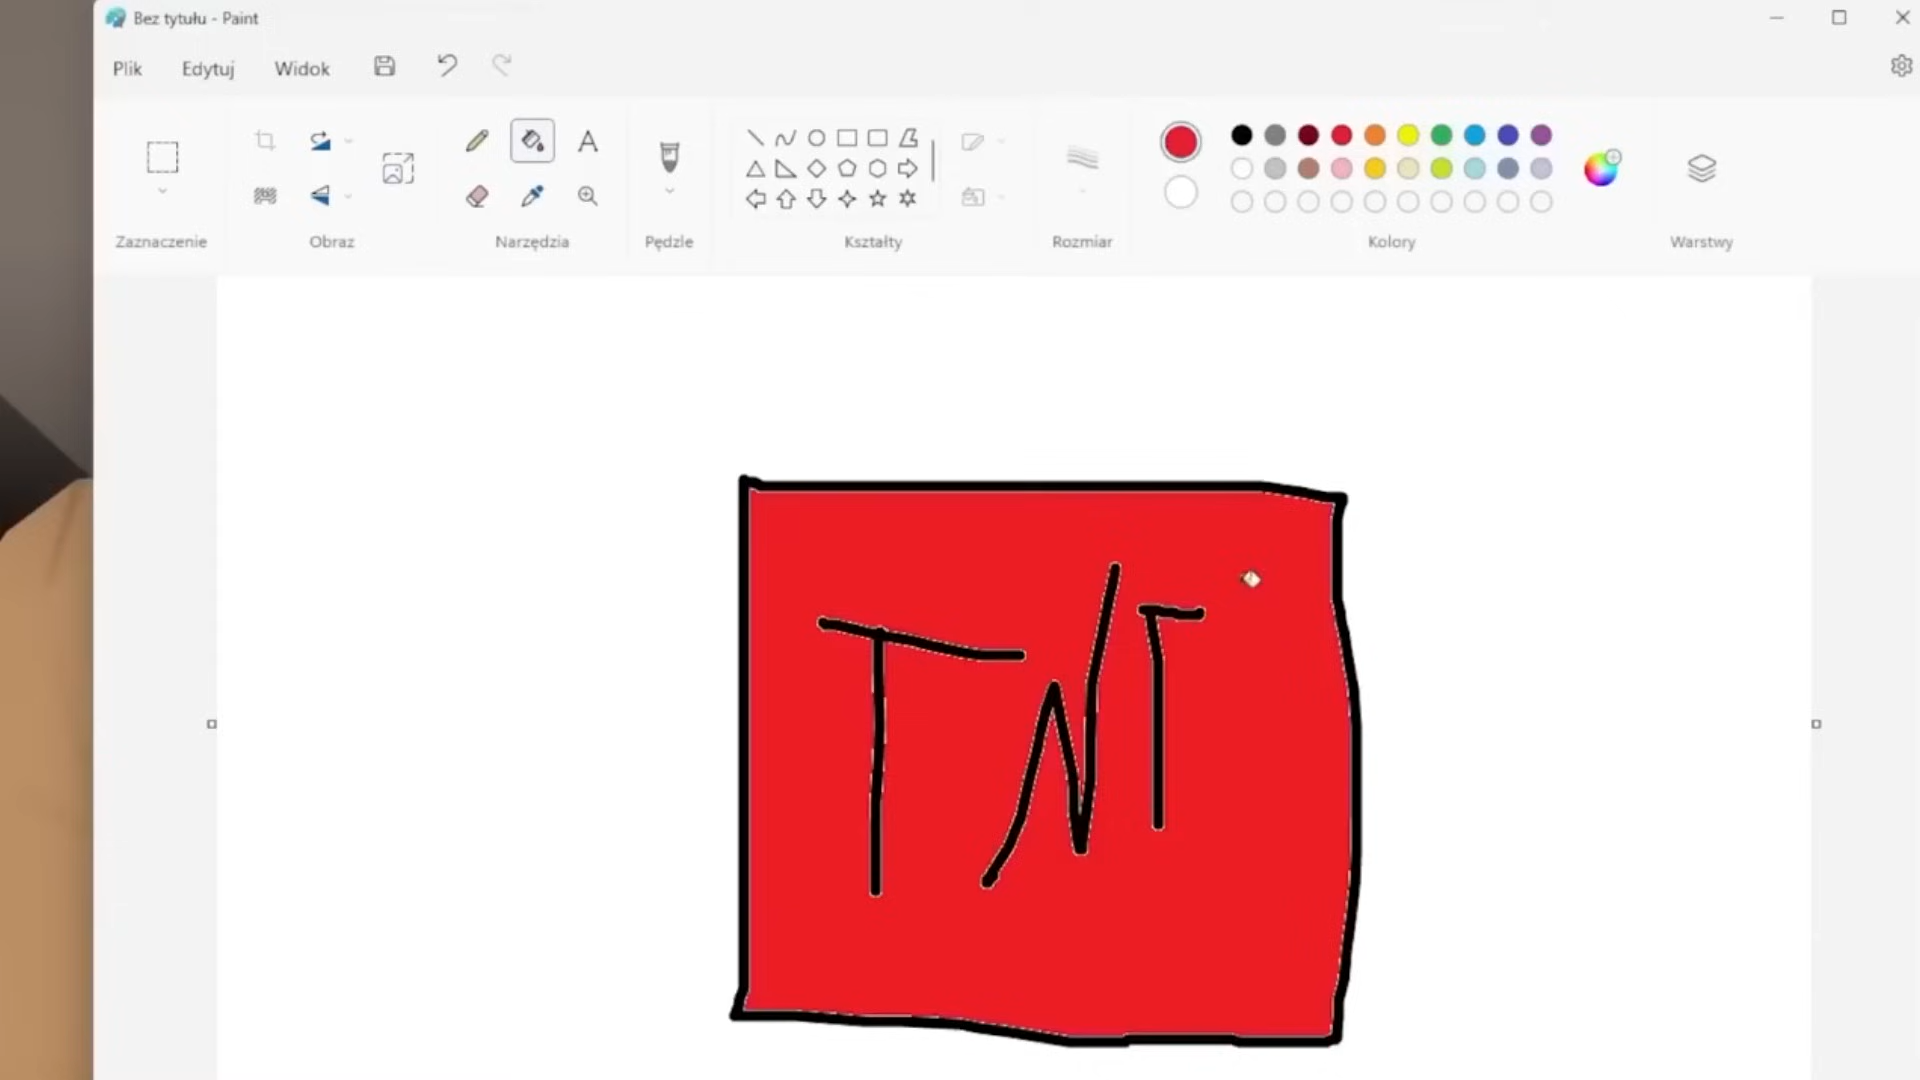 Bez tytułu - Paint
Plik Edytuj Widok
A
Zaznaczenie Obraz Narzędzia Pędzle Kształty Rozmiar Kolory Warstwy
TNT